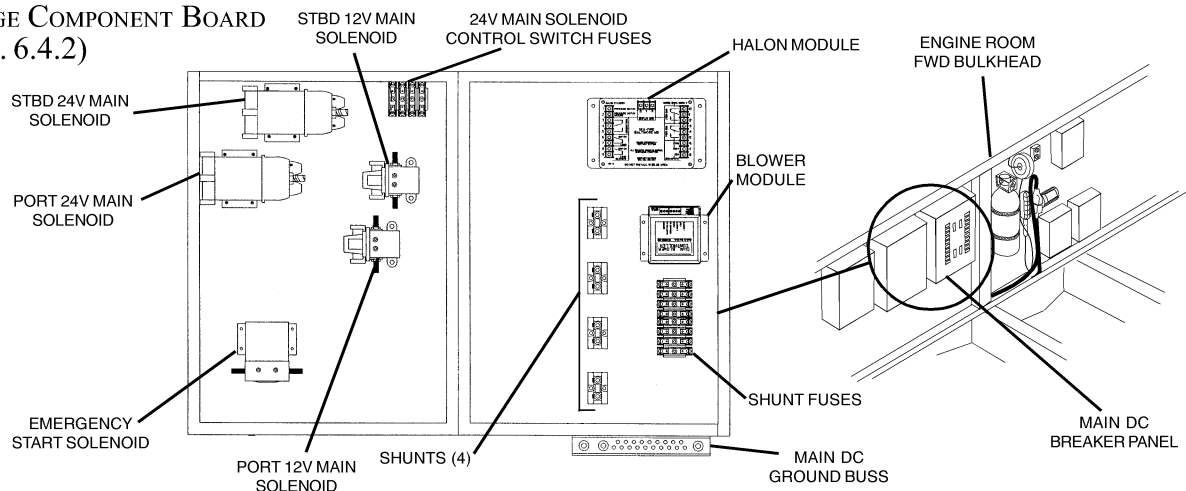 GE COMPONENT BOARD
. 6.4.2)
STBD 12V MAIN
SOLENOID
24V MAIN SOLENOID
CONTROL SWITCH FUSES
HALON MODULE
ENGINE ROOM
FWD BULKHEAD
STBD 24V MAIN
SOLENOID
BLOWER
MODULE
PORT 24V MAIN
SOLENOID
EMERGENCY
START SOLENOID
PORT 12V MAIN
SOLENOID
SHUNTS (4)
SHUNT FUSES
MAIN DC
GROUND BUSS
MAIN DC
BREAKER PANEL